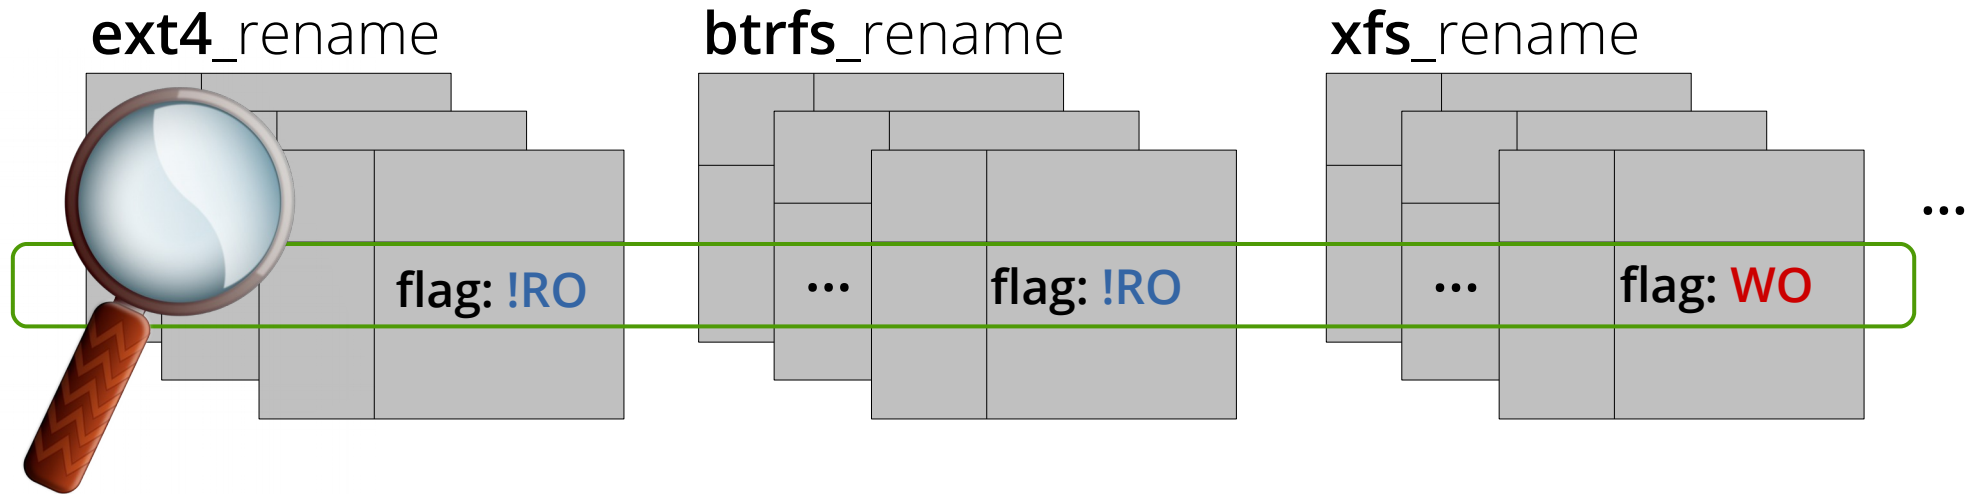 ext4_rename btrfs_rename xfs_rename
...
flag: !RO ... flag: !RO ... flag: WO